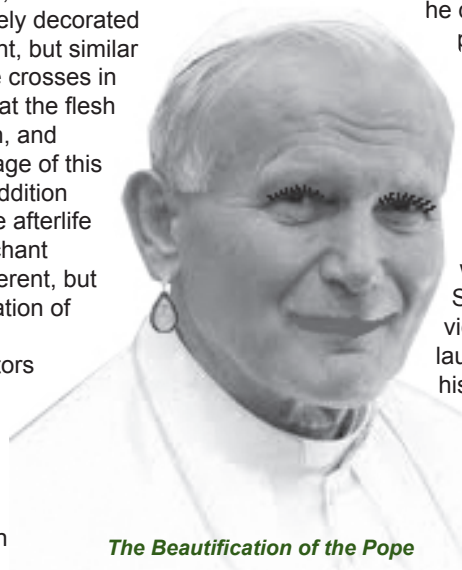 ely decorated
nt, but similar
e crosses in
at the flesh
n, and
age of this
ddition
e afterlife
chant
erent, but
ation of
tors
n
he c
p
w
S
vic
lau
his
The Beautification of the Pope